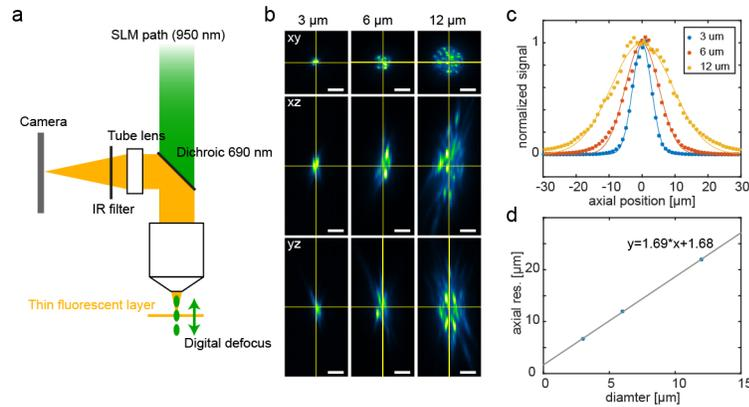 a
SLM path (950 nm)
Camera
Tube lens
Dichroic 690 nm
IR filter
Thin fluorescent layer
Digital defocus
b
3 µm 6 µm 12 µm
xy
xz
yz
c
normalized signal
1
0
3 um
6 um
12 um
-30 -20 -10 0 10 20 30
axial position [µm]
d
axial res. [µm]
30
20
10
0
y=1.69*x+1.68
0 5 10 15
diamter [µm]